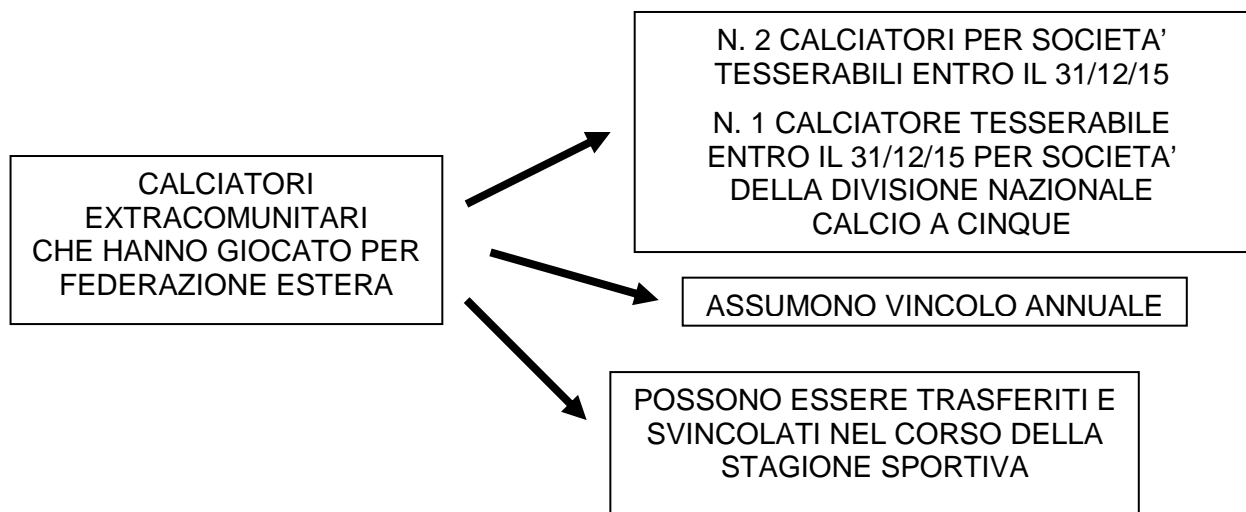 CALCIATORI
EXTRACOMUNITARI
CHE HANNO GIOCATO PER
FEDERAZIONE ESTERA
N. 2 CALCIATORI PER SOCIETA’
TESSERABILI ENTRO IL 31/12/15
N. 1 CALCIATORE TESSERABILE
ENTRO IL 31/12/15 PER SOCIETA’
DELLA DIVISIONE NAZIONALE
CALCIO A CINQUE
ASSUMONO VINCOLO ANNUALE
POSSONO ESSERE TRASFERITI E
SVINCOLATI NEL CORSO DELLA
STAGIONE SPORTIVA